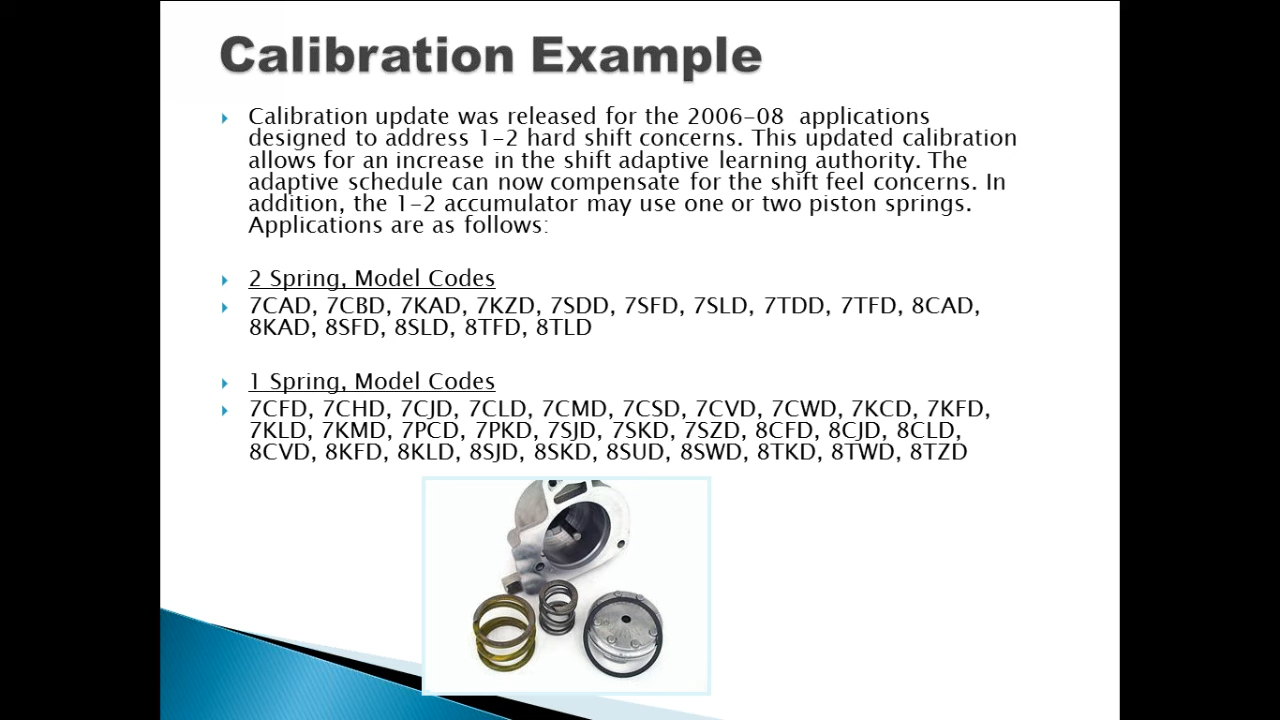 Calibration Example
Calibration update was released for the 2006-08 applications
designed to address 1-2 hard shift concerns. This updated calibration
allows for an increase in the shift adaptive learning authority. The
adaptive schedule can now compensate for the shift feel concerns. In
addition, the 1-2 accumulator may use one or two piston springs.
Applications are as follows:
2 Spring, Model Codes
7CAD, 7CBD, 7KAD, 7KZD, 7SDD, 7SFD, 7SLD, 7TDD, 7TFD, 8CAD,
8KAD, 8SFD, 8SLD, 8TFD, 8TLD
1 Spring, Model Codes
7CFD, 7CHD, 7CJD, 7CLD, 7CMD, 7CSD, 7CVD, 7CWD, 7KCD, 7KFD,
7KLD, 7KMD, 7PCD, 7PKD, 7SJD, 7SKD, 7SZD, 8CFD, 8CJD, 8CLD,
8CVD, 8KFD, 8KLD, 8SJD, 8SKD, 8SUD, 8SWD, 8TKD, 8TWD, 8TZD